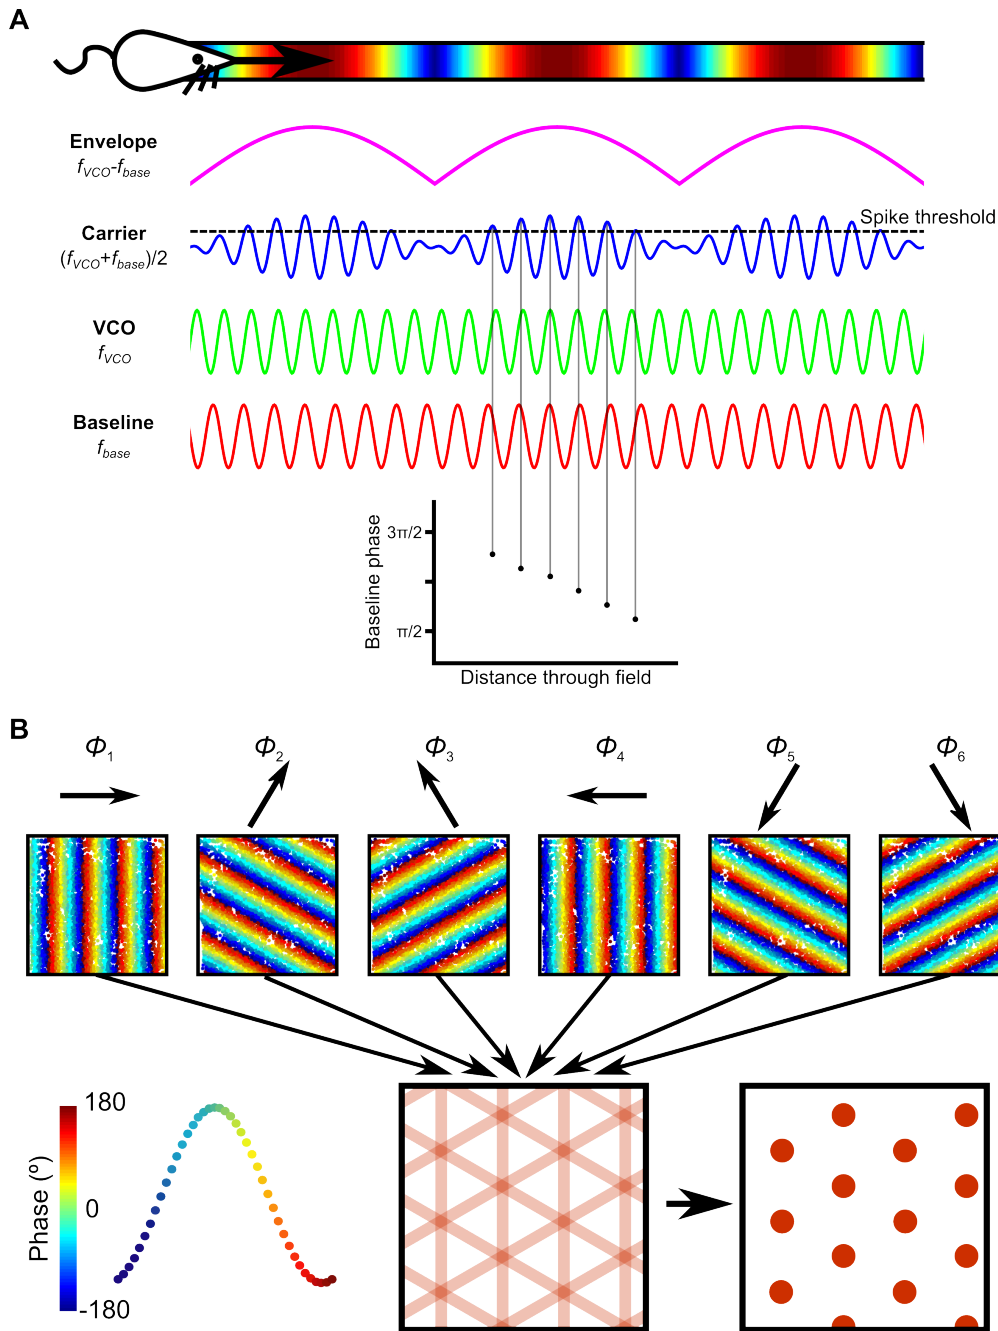 A
Envelope
fVCO-fbase
Spike threshold
Carrier
(fVCO+fbase)/2
VCO
fVCO
Baseline
fbase
Baseline phase
3π/2
π/2
Distance through field
B
Φ1 Φ2 Φ3 Φ4 Φ5 Φ6
Phase (º)
180
0
-180